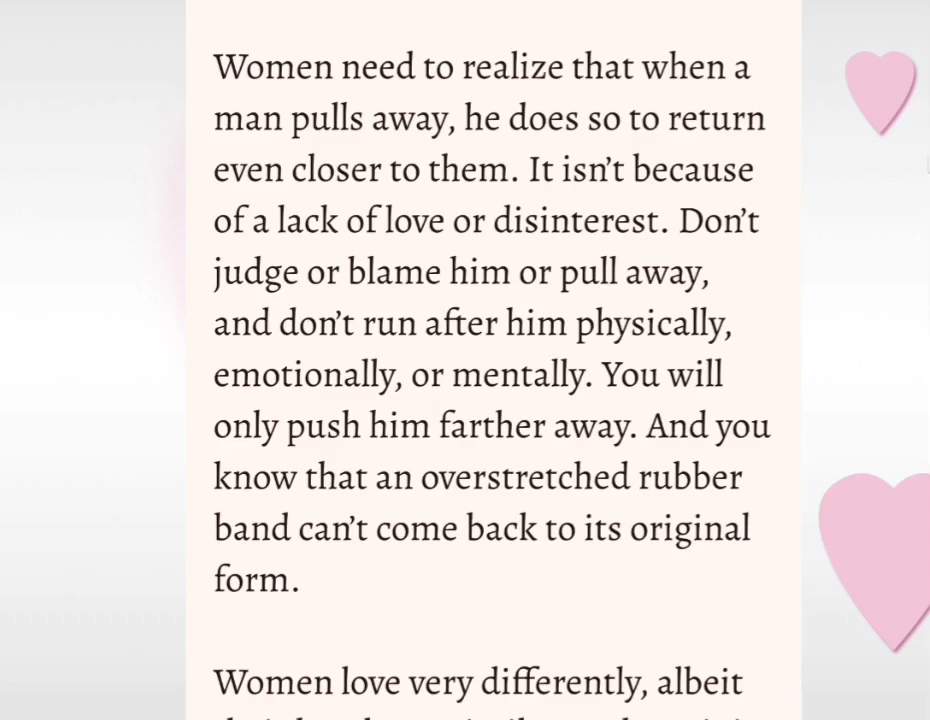 Women need to realize that when a
man pulls away, he does so to return
even closer to them. It isn’t because
of a lack of love or disinterest. Don’t
judge or blame him or pull away,
and don’t run after him physically,
emotionally, or mentally. You will
only push him farther away. And you
know that an overstretched rubber
band can’t come back to its original
form.
Women love very differently, albeit